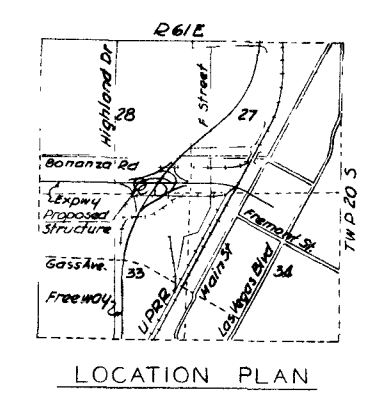 R 61 E
Highland Dr
28
F Street
27
Bonanza Rd
Expwy
Proposed
Structure
TWP 20 S
Fremont St.
Gass Ave.
33
UPRR
Main St
Las Vegas Blvd
34
Freeway
LOCATION PLAN